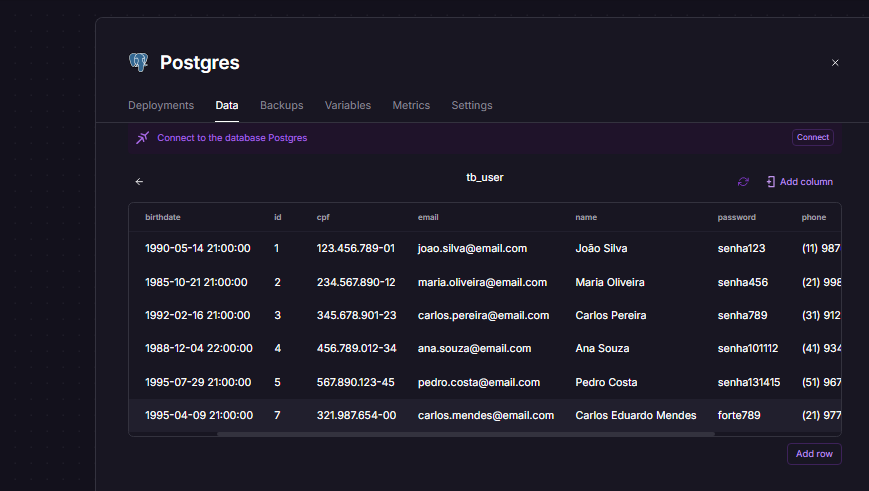 Postgres
Deployments Data Backups Variables Metrics Settings
Connect to the database Postgres Connect
tb_user
Add column
birthdate id cpf email name password phone
1990-05-14 21:00:00 1 123.456.789-01 joao.silva@email.com João Silva senha123 (11) 987
1985-10-21 21:00:00 2 234.567.890-12 maria.oliveira@email.com Maria Oliveira senha456 (21) 998
1992-02-16 21:00:00 3 345.678.901-23 carlos.pereira@email.com Carlos Pereira senha789 (31) 912
1988-12-04 22:00:00 4 456.789.012-34 ana.souza@email.com Ana Souza senha101112 (41) 934
1995-07-29 21:00:00 5 567.890.123-45 pedro.costa@email.com Pedro Costa senha131415 (51) 967
1995-04-09 21:00:00 7 321.987.654-00 carlos.mendes@email.com Carlos Eduardo Mendes forte789 (21) 977
Add row